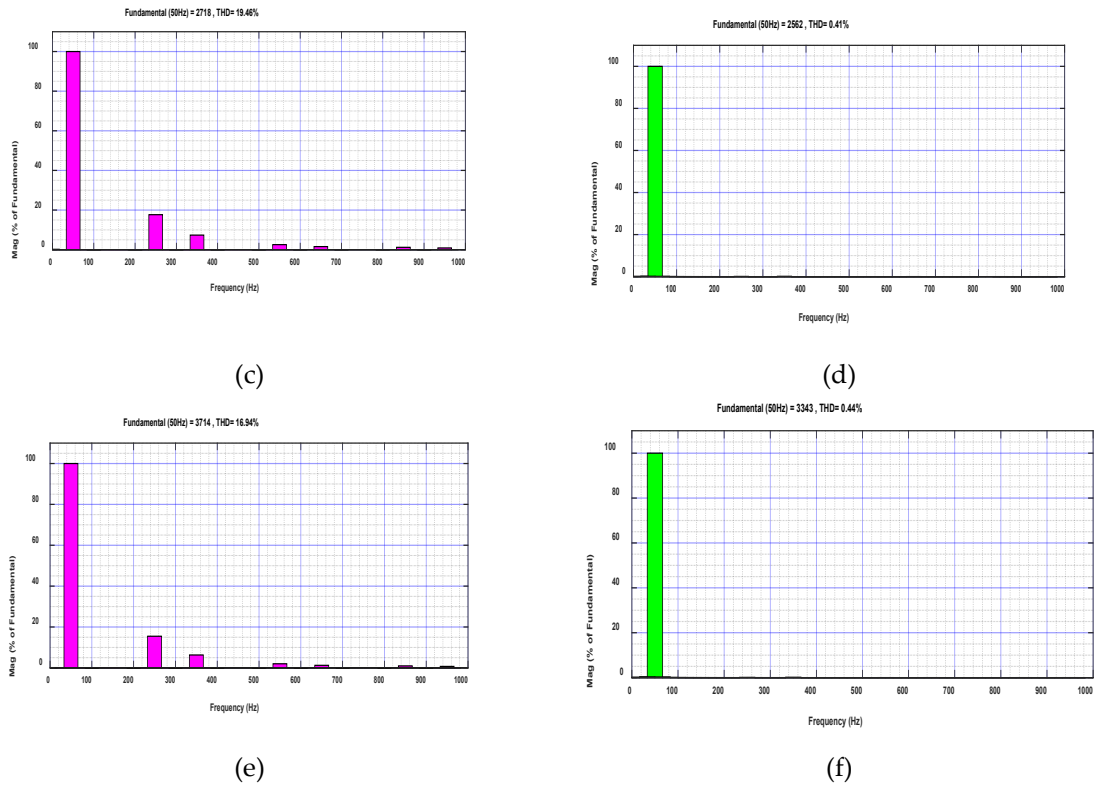 Fundamental (50Hz) = 2718 , THD= 19.46%
100
80
60
40
20
0
Mag (% of Fundamental)
0 100 200 300 400 500 600 700 800 900 1000
Frequency (Hz)
(c)
Fundamental (50Hz) = 2562 , THD= 0.41%
100
80
60
40
20
0
Mag (% of Fundamental)
0 100 200 300 400 500 600 700 800 900 1000
Frequency (Hz)
(d)
Fundamental (50Hz) = 3714 , THD= 16.94%
100
80
60
40
20
0
Mag (% of Fundamental)
0 100 200 300 400 500 600 700 800 900 1000
Frequency (Hz)
(e)
Fundamental (50Hz) = 3343 , THD= 0.44%
100
80
60
40
20
0
Mag (% of Fundamental)
0 100 200 300 400 500 600 700 800 900 1000
Frequency (Hz)
(f)